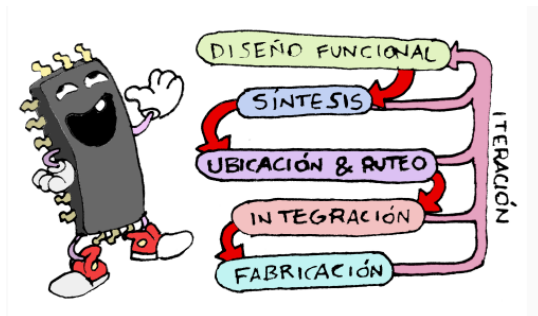 DISEÑO FUNCIONAL
SÍNTESIS
UBICACIÓN & RUTEO
INTEGRACIÓN
FABRICACIÓN
ITERACIÓN